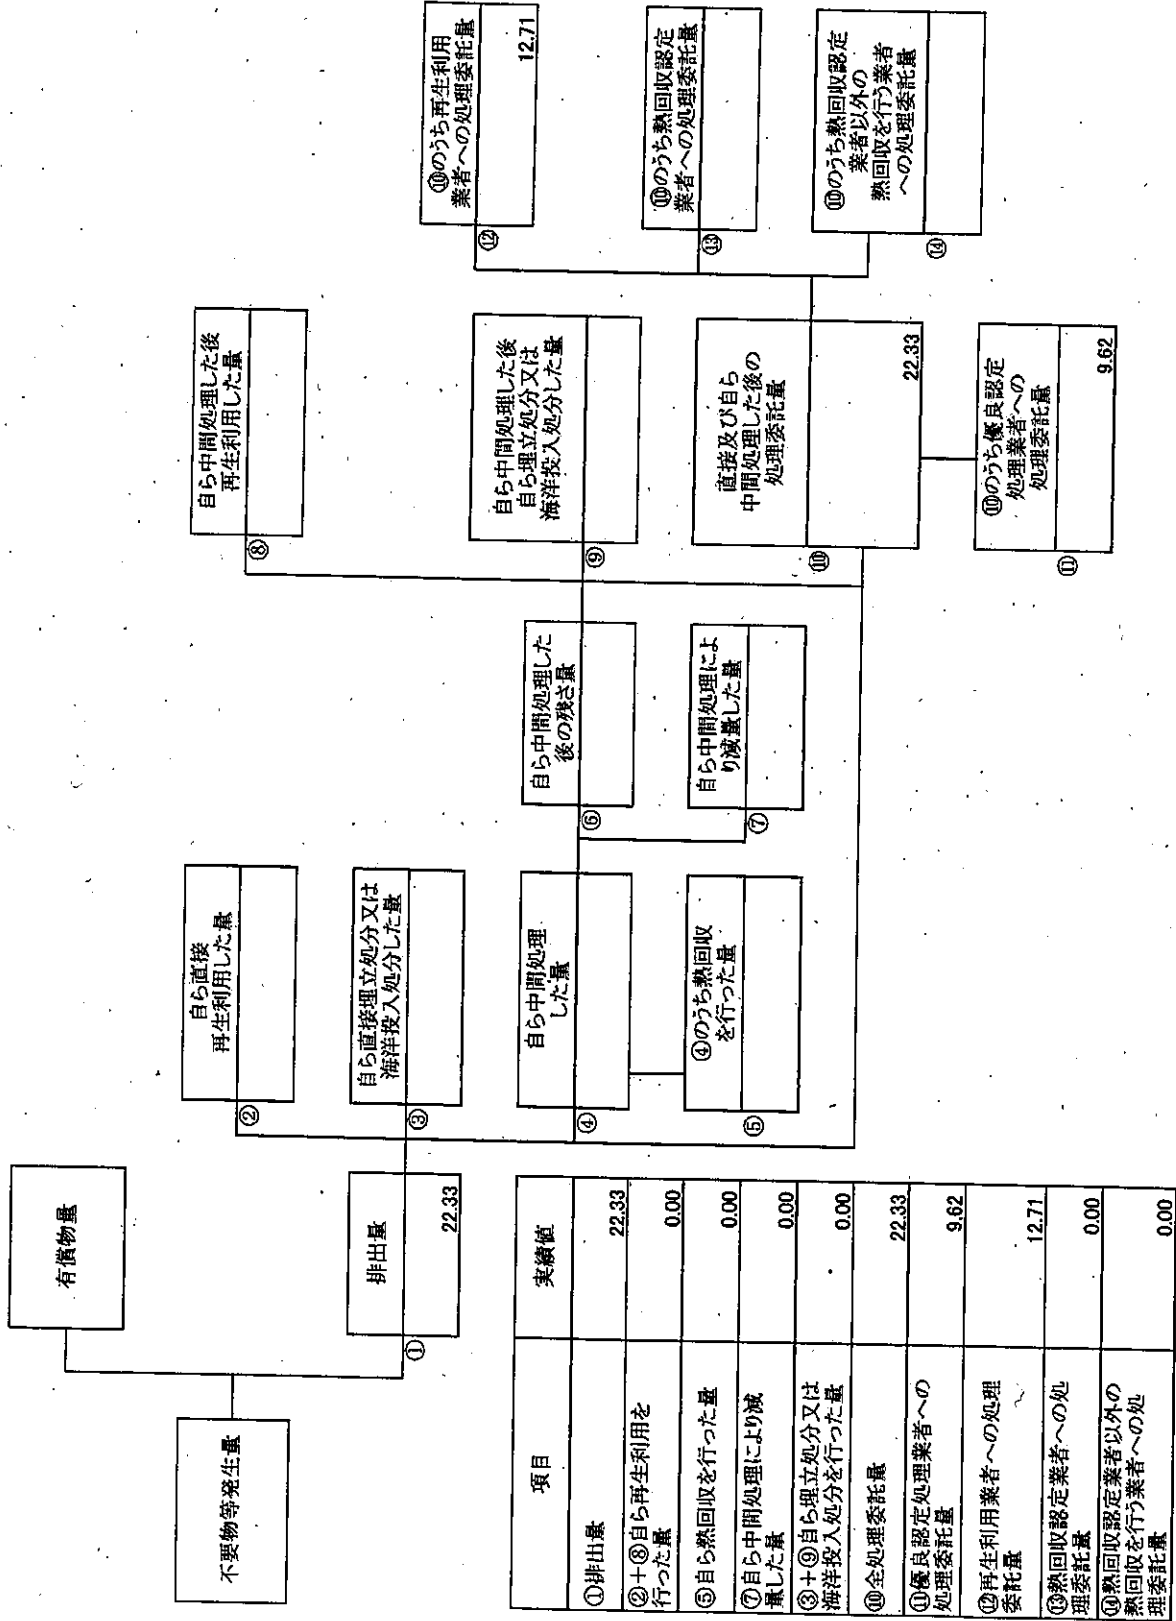 不要物等発生量
有償物量
排出量
①
22.33
自ら直接
再生利用した量
②
自ら直接埋立処分又は
海洋投入処分した量
③
自ら中間処理
した量
④
④のうち熱回収
を行った量
⑤
自ら中間処理した
後の残さ量
⑥
自ら中間処理によ
り減量した量
⑦
自ら中間処理した後
再生利用した量
⑧
自ら中間処理した後
自ら埋立処分又は
海洋投入処分した量
⑨
直接及び自ら
中間処理した後の
処理委託量
⑩
22.33
⑩のうち優良認定
処理業者への
処理委託量
⑪
9.62
⑩のうち再生利用
業者への処理委託量
⑫
12.71
⑩のうち熱回収認定
業者への処理委託量
⑬
⑩のうち熱回収認定
業者以外の
熱回収を行う業者
への処理委託量
⑭
項目 実績値
①排出量 22.33
②+⑧自ら再生利用を
行った量 0.00
⑤自ら熱回収を行った量 0.00
⑦自ら中間処理により減
量した量 0.00
③+⑨自ら埋立処分又は
海洋投入処分を行った量 0.00
⑩全処理委託量 22.33
⑪優良認定処理業者への
処理委託量 9.62
⑫再生利用業者への処理
委託量 12.71
⑬熱回収認定業者への処
理委託量 0.00
⑭熱回収認定業者以外の
熱回収を行う業者への処
理委託量 0.00